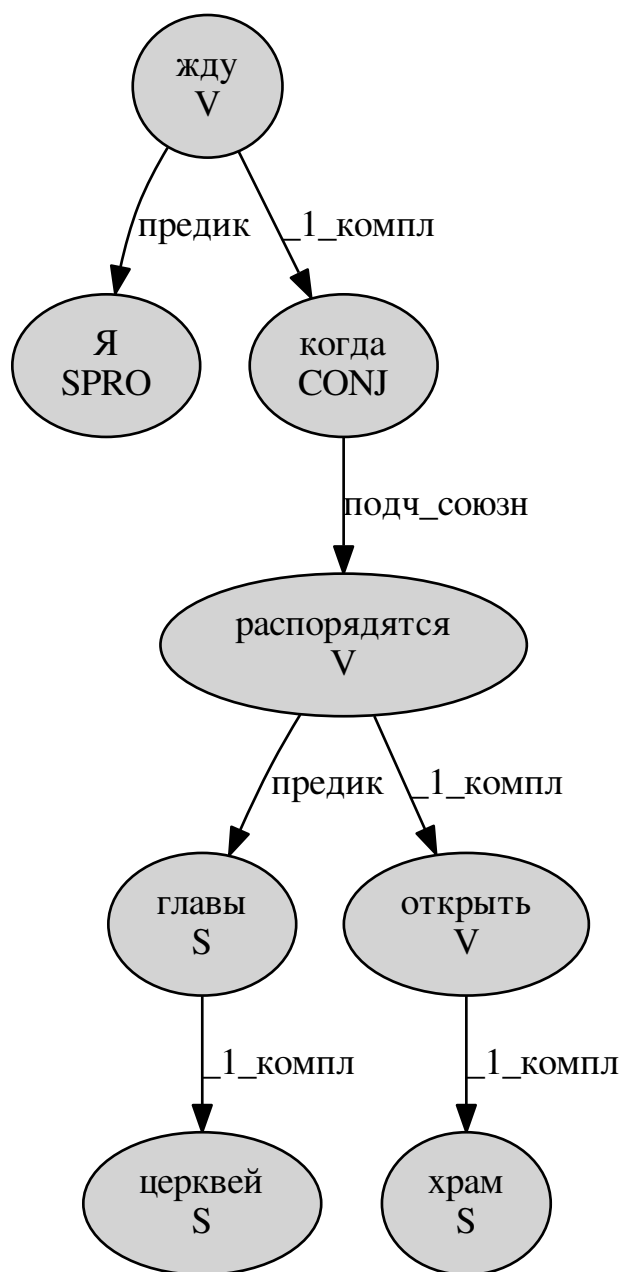 жду
V
предик
_1_компл
Я
SPRO
когда
CONJ
подч_союзн
распорядятся
V
предик
_1_компл
главы
S
открыть
V
_1_компл
_1_компл
церквей
S
храм
S